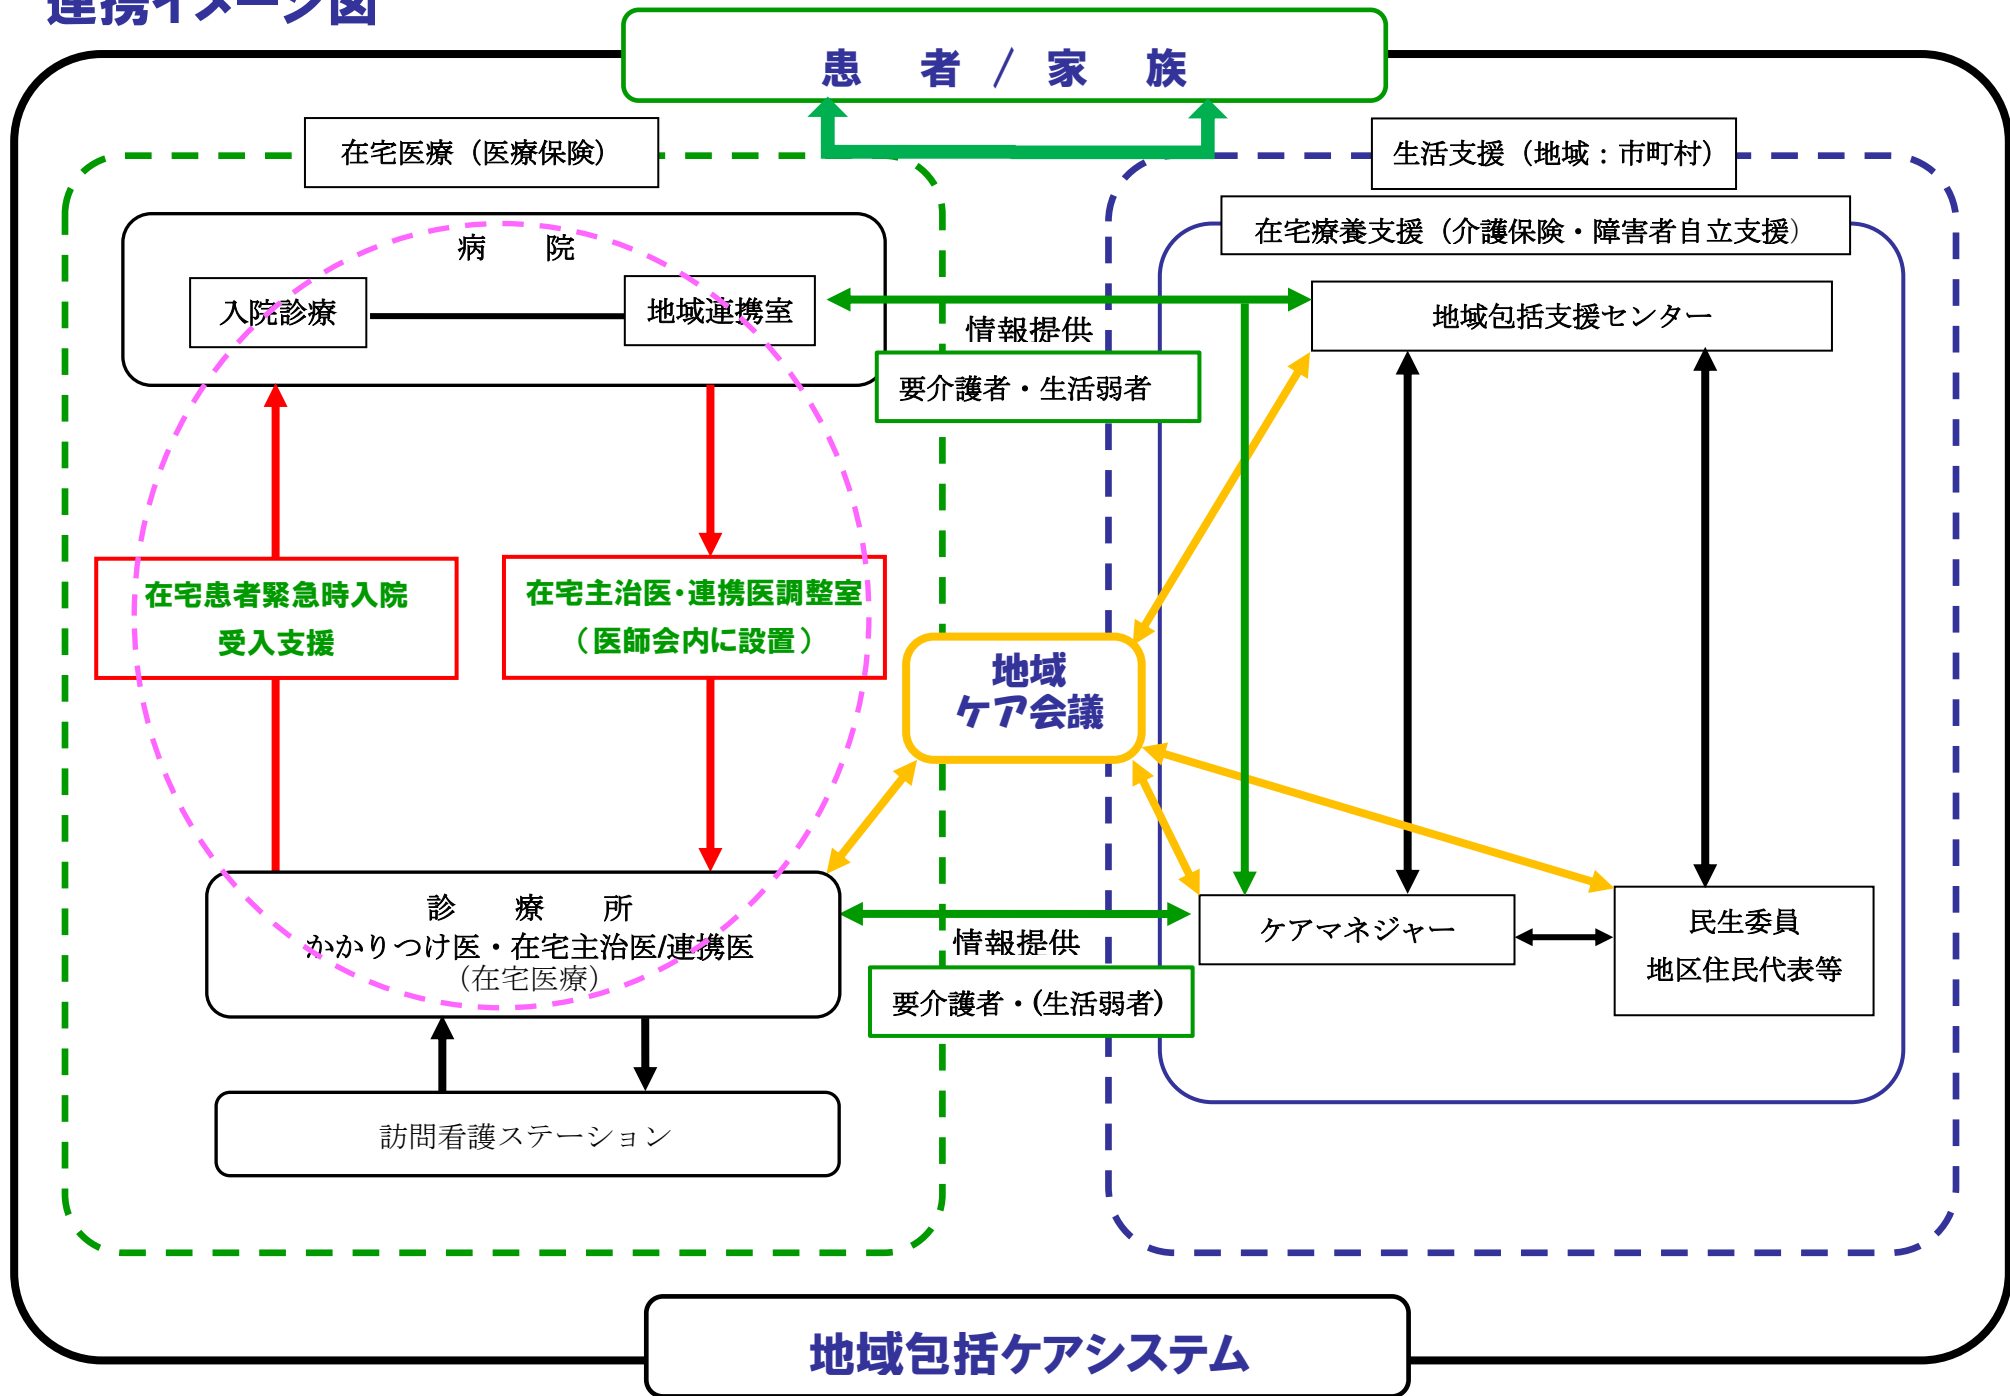 連携イメージ図
患 者 / 家 族
在宅医療（医療保険）
生活支援（地域：市町村）
在宅療養支援（介護保険・障害者自立支援）
病 院
入院診療
地域連携室
地域包括支援センター
情報提供
要介護者・生活弱者
在宅患者緊急時入院
受入支援
在宅主治医・連携医調整室
（医師会内に設置）
地域
ケア会議
診 療 所
かかりつけ医・在宅主治医/連携医
（在宅医療）
情報提供
要介護者・(生活弱者)
ケアマネジャー
民生委員
地区住民代表等
訪問看護ステーション
地域包括ケアシステム